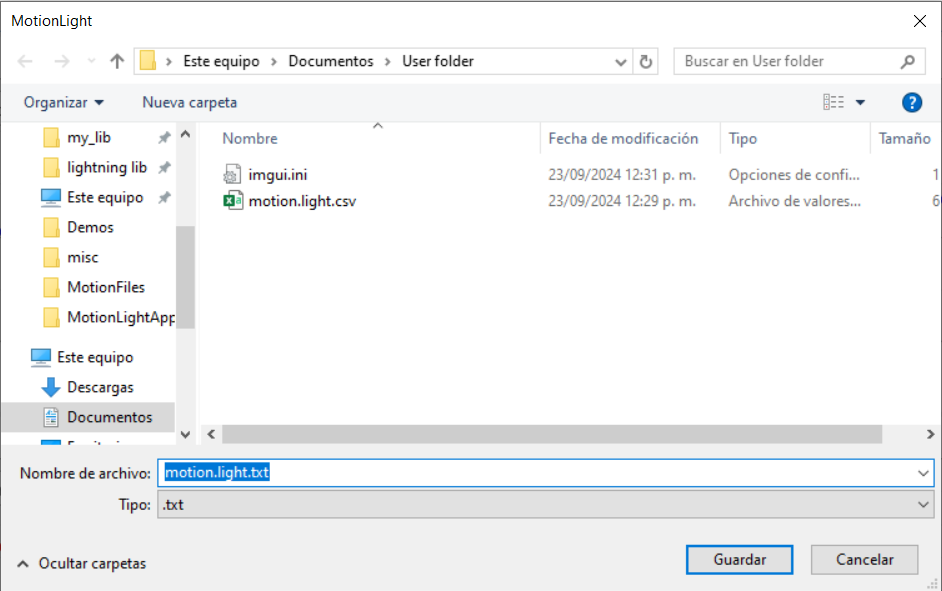 MotionLight
Este equipo > Documentos > User folder
Buscar en User folder
Organizar
Nueva carpeta
?
my_lib
lightning lib
Este equipo
Demos
misc
MotionFiles
MotionLightApp
Este equipo
Descargas
Documentos
Nombre Fecha de modificación Tipo Tamaño
imgui.ini 23/09/2024 12:31 p. m. Opciones de confi... 1
motion.light.csv 23/09/2024 12:29 p. m. Archivo de valores... 6
Nombre de archivo: motion.light.txt
Tipo: .txt
Ocultar carpetas
Guardar
Cancelar